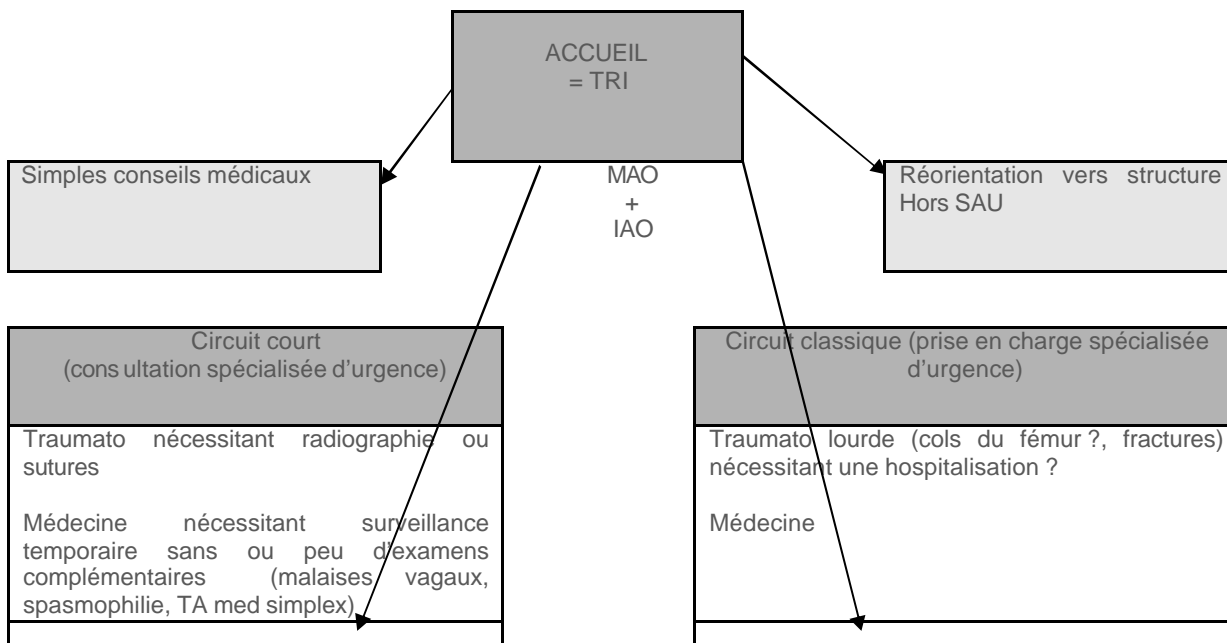 ACCUEIL
= TRI
Simples conseils médicaux
MAO
+
IAO
Réorientation vers structure
Hors SAU
Circuit court
(cons ultation spécialisée d'urgence)
Traumato nécessitant radiographie ou
sutures
Médecine nécessitant surveillance
temporaire sans ou peu d'examens
complémentaires (malaises vagaux,
spasmophilie, TA med simplex)
Circuit classique (prise en charge spécialisée
d'urgence)
Traumato lourde (cols du fémur ?, fractures)
nécessitant une hospitalisation ?
Médecine